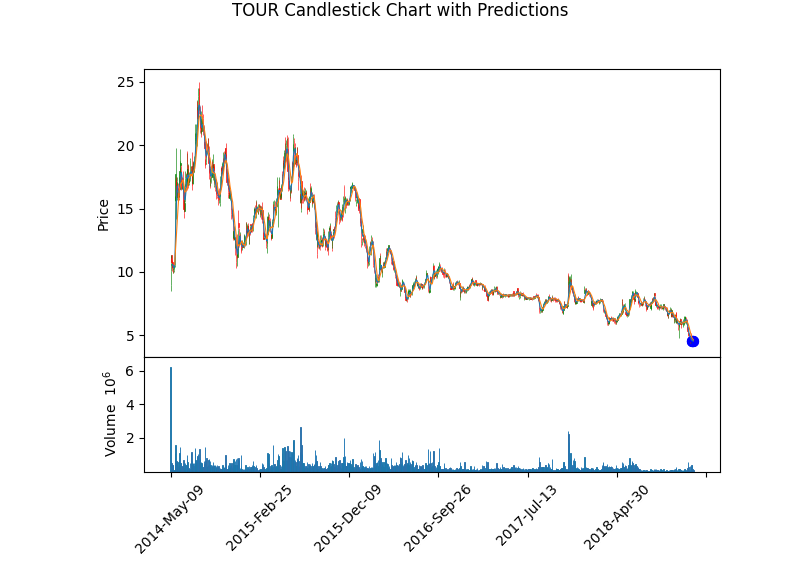 TOUR Candlestick Chart with Predictions
25
20
15
10
5
Price
6
4
2
Volume 10^6
2014-May-09
2015-Feb-25
2015-Dec-09
2016-Sep-26
2017-Jul-13
2018-Apr-30